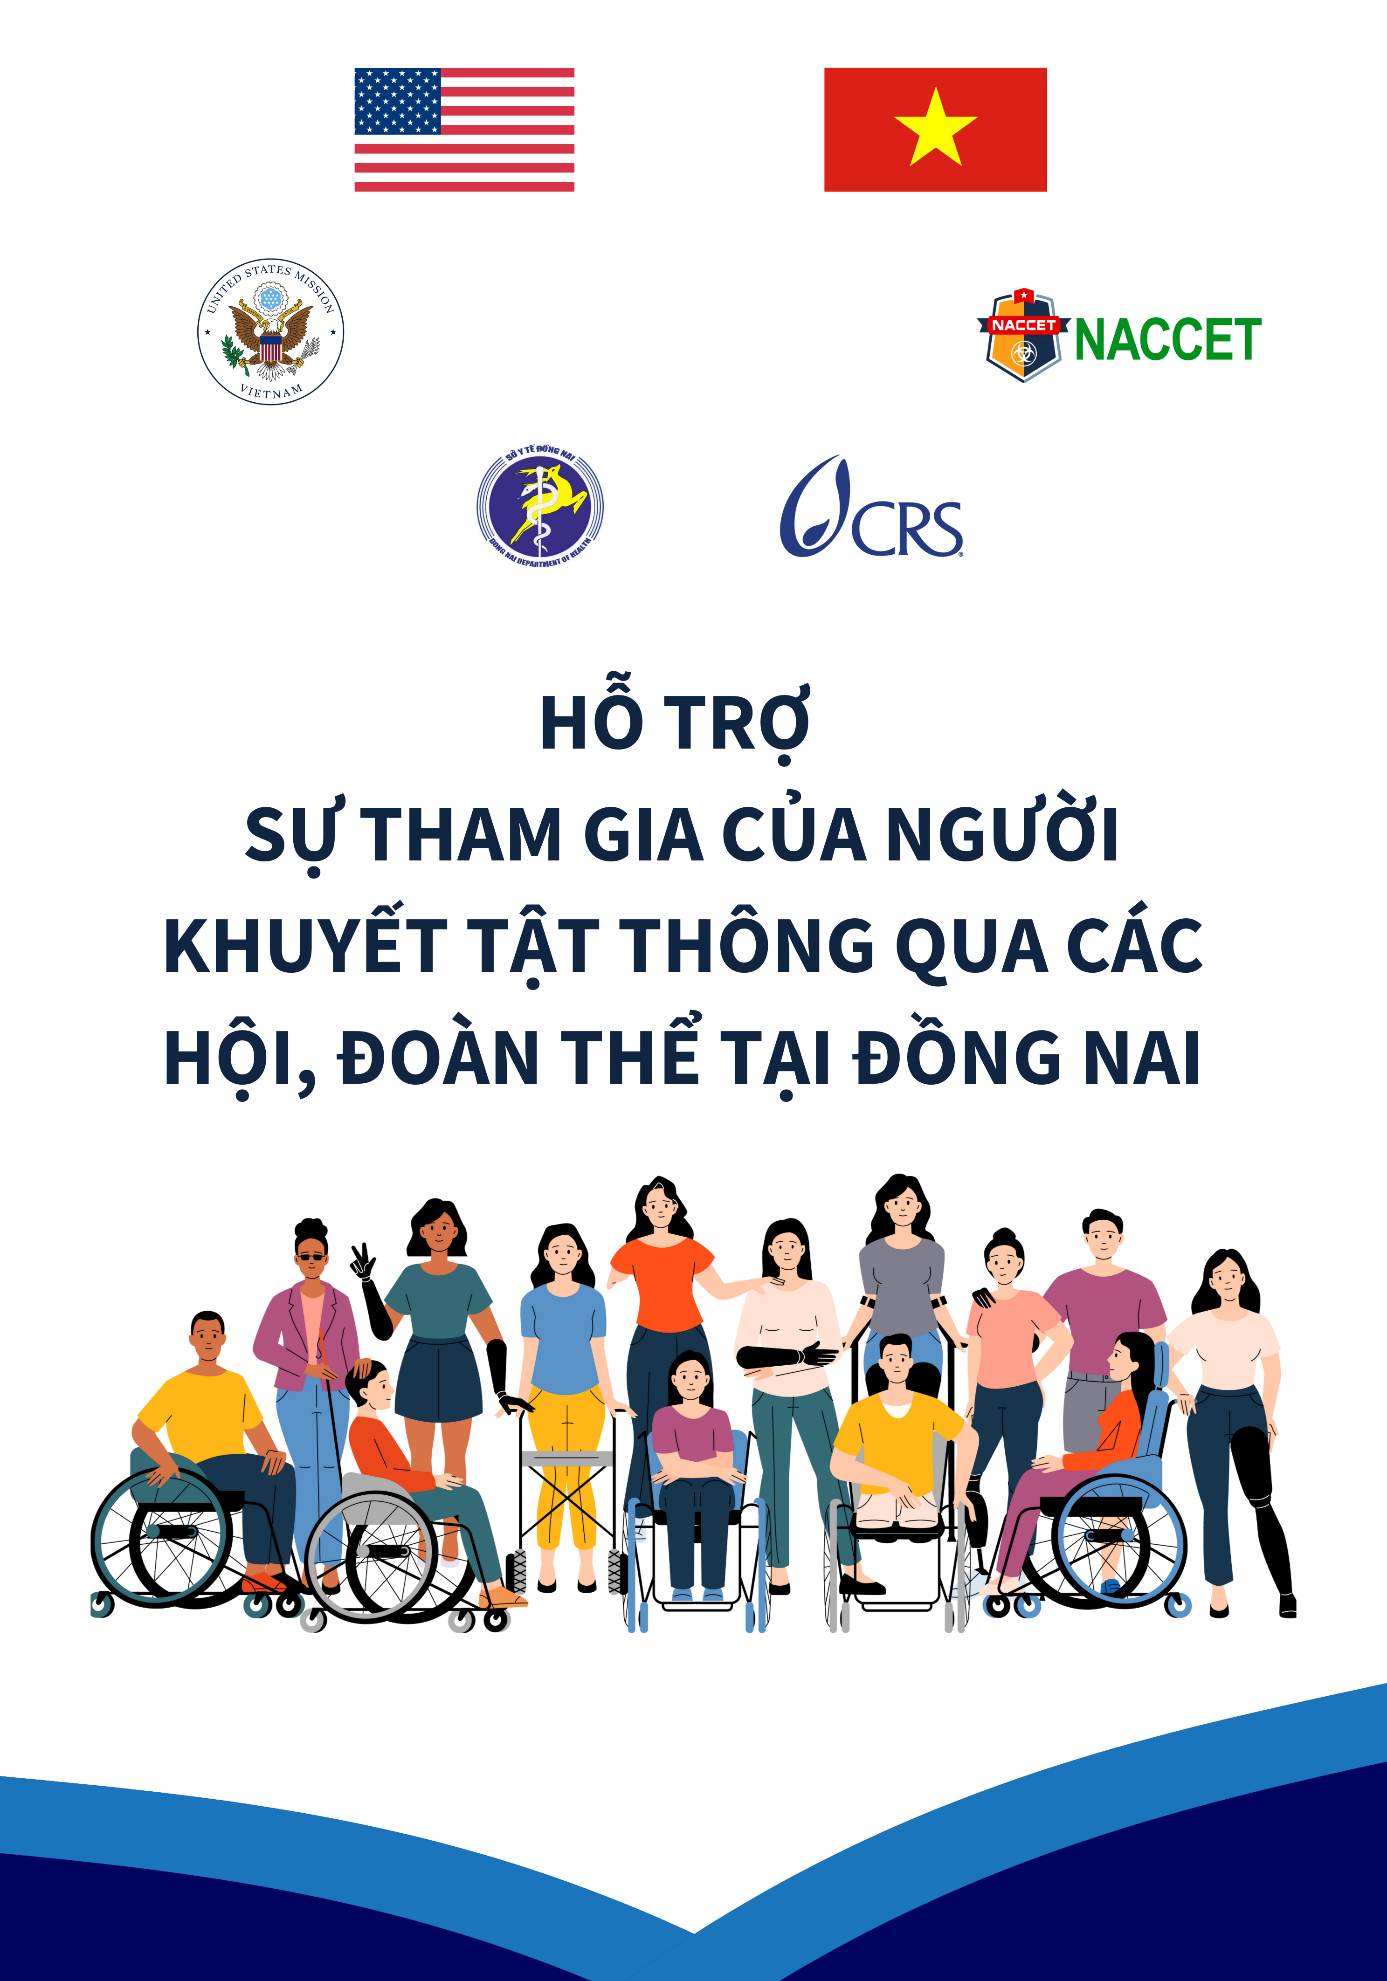 UNITED STATES MISSION
VIETNAM
NACCET
NACCET
SỞ Y TẾ ĐỒNG NAI
DONG NAI DEPARTMENT OF HEALTH
CRS
HỖ TRỢ
SỰ THAM GIA CỦA NGƯỜI
KHUYẾT TẬT THÔNG QUA CÁC
HỘI, ĐOÀN THỂ TẠI ĐỒNG NAI